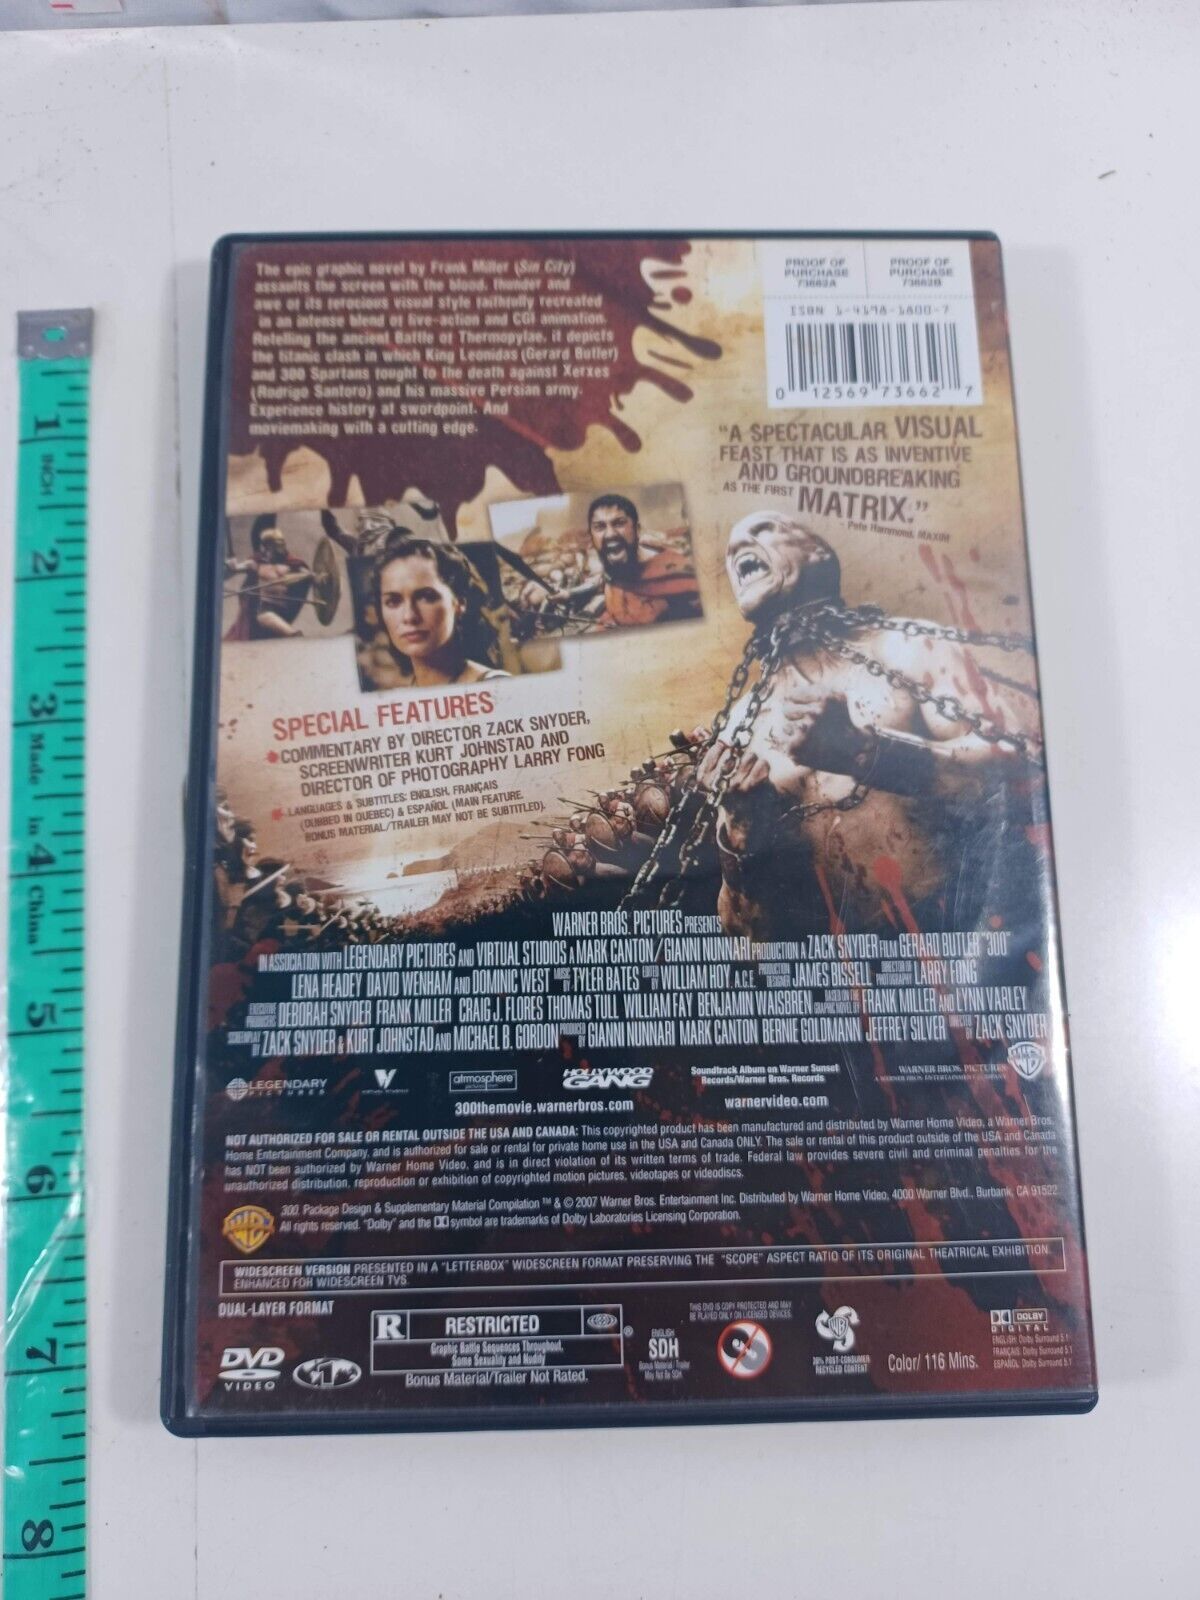 The epic graphic novel by Frank Miller (Sin City)
assaults the screen with the blood, thunder and
awe of its ferocious visual style faithfully recreated
in an intense blend of live-action and CGI animation.
Retelling the ancient Battle of Thermopylae, it depicts
the titanic clash in which King Leonidas (Gerard Butler)
and 300 Spartans fought to the death against Xerxes
(Rodrigo Santoro) and his massive Persian army.
Experience history at swordpoint. And
moviemaking with a cutting edge.
PROOF OF PURCHASE 73662A
PROOF OF PURCHASE 73662B
ISBN 1-4198-1800-7
0 12569 73662 7
"A SPECTACULAR VISUAL
FEAST THAT IS AS INVENTIVE
AND GROUNDBREAKING
AS THE FIRST MATRIX."
- Pete Hammond, MAXIM
SPECIAL FEATURES
COMMENTARY BY DIRECTOR ZACK SNYDER,
SCREENWRITER KURT JOHNSTAD AND
DIRECTOR OF PHOTOGRAPHY LARRY FONG
LANGUAGES & SUBTITLES: ENGLISH, FRANÇAIS
(DUBBED IN QUEBEC) & ESPAÑOL (MAIN FEATURE.
BONUS MATERIAL/TRAILER MAY NOT BE SUBTITLED).
WARNER BROS. PICTURES PRESENTS
IN ASSOCIATION WITH LEGENDARY PICTURES AND VIRTUAL STUDIOS A MARK CANTON/GIANNI NUNNARI PRODUCTION A ZACK SNYDER FILM GERARD BUTLER "300"
LENA HEADEY DAVID WENHAM AND DOMINIC WEST MUSIC BY TYLER BATES EDITED BY WILLIAM HOY, A.C.E. PRODUCTION DESIGNER JAMES BISSELL DIRECTOR OF PHOTOGRAPHY LARRY FONG
EXECUTIVE PRODUCERS DEBORAH SNYDER FRANK MILLER CRAIG J. FLORES THOMAS TULL WILLIAM FAY BENJAMIN WAISBREN BASED ON THE GRAPHIC NOVEL BY FRANK MILLER AND LYNN VARLEY
SCREENPLAY BY ZACK SNYDER & KURT JOHNSTAD AND MICHAEL B. GORDON PRODUCED BY GIANNI NUNNARI MARK CANTON BERNIE GOLDMANN JEFFREY SILVER DIRECTED BY ZACK SNYDER
LEGENDARY PICTURES
atmosphere pictures
HOLLYWOOD GANG
Soundtrack Album on Warner Sunset
Records/Warner Bros. Records
WARNER BROS. PICTURES
A WARNER BROS. ENTERTAINMENT COMPANY
300themovie.warnerbros.com
warnervideo.com
NOT AUTHORIZED FOR SALE OR RENTAL OUTSIDE THE USA AND CANADA: This copyrighted product has been manufactured and distributed by Warner Home Video, a Warner Bros.
Home Entertainment Company, and is authorized for sale or rental for private home use in the USA and Canada ONLY. The sale or rental of this product outside of the USA and Canada
has NOT been authorized by Warner Home Video, and is in direct violation of its written terms of trade. Federal law provides severe civil and criminal penalties for the
unauthorized distribution, reproduction or exhibition of copyrighted motion pictures, videotapes or videodiscs.
300, Package Design & Supplementary Material Compilation ™ & © 2007 Warner Bros. Entertainment Inc. Distributed by Warner Home Video, 4000 Warner Blvd., Burbank, CA 91522.
All rights reserved. "Dolby" and the DD symbol are trademarks of Dolby Laboratories Licensing Corporation.
WIDESCREEN VERSION PRESENTED IN A "LETTERBOX" WIDESCREEN FORMAT PRESERVING THE "SCOPE" ASPECT RATIO OF ITS ORIGINAL THEATRICAL EXHIBITION.
ENHANCED FOR WIDESCREEN TVS.
DUAL-LAYER FORMAT
DVD VIDEO
R RESTRICTED ®
Graphic Battle Sequences Throughout,
Some Sexuality and Nudity
Bonus Material/Trailer Not Rated.
ENGLISH
SDH
Bonus Material/Trailer
May Not Be SDH
THIS DVD IS COPY PROTECTED AND MAY
BE PLAYED ONLY ON LICENSED DEVICES.
30% POST-CONSUMER
RECYCLED CONTENT
Color/ 116 Mins.
DOLBY DIGITAL
ENGLISH: Dolby Surround 5.1
FRANÇAIS: Dolby Surround 5.1
ESPAÑOL: Dolby Surround 5.1
1 INCH 2 3 Made in 4 China 5 6 7 8